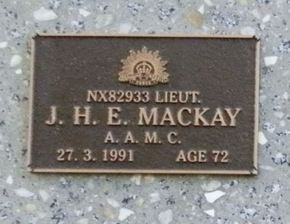 NX82933 LIEUT.
J. H. E. MACKAY
A. A. M. C.
27. 3. 1991 AGE 72